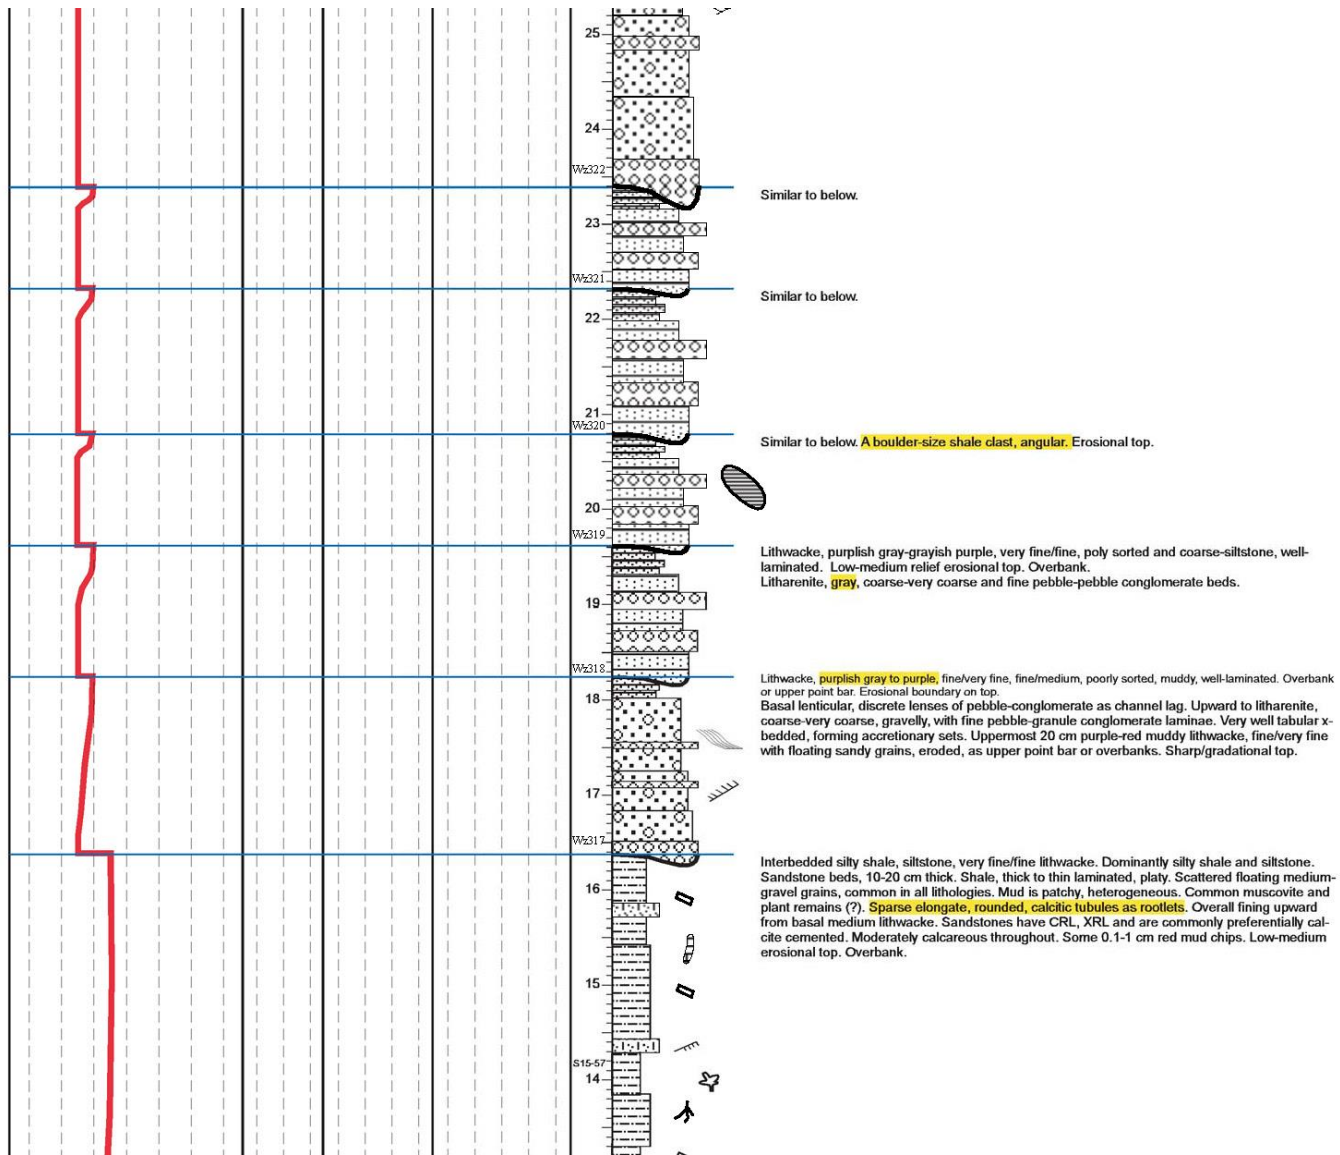 25
24
Wz322
Similar to below.
23
Wz321
Similar to below.
22
21
Wz320
Similar to below. A boulder-size shale clast, angular. Erosional top.
20
Wz319
Lithwacke, purplish gray-grayish purple, very fine/fine, poly sorted and coarse-siltstone, well-
laminated. Low-medium relief erosional top. Overbank.
Litharenite, gray, coarse-very coarse and fine pebble-pebble conglomerate beds.
19
Wz318
Lithwacke, purplish gray to purple, fine/very fine, fine/medium, poorly sorted, muddy, well-laminated. Overbank
or upper point bar. Erosional boundary on top.
18
Basal lenticular, discrete lenses of pebble-conglomerate as channel lag. Upward to litharenite,
coarse-very coarse, gravelly, with fine pebble-granule conglomerate laminae. Very well tabular x-
bedded, forming accretionary sets. Uppermost 20 cm purple-red muddy lithwacke, fine/very fine
with floating sandy grains, eroded, as upper point bar or overbanks. Sharp/gradational top.
17
Wz317
Interbedded silty shale, siltstone, very fine/fine lithwacke. Dominantly silty shale and siltstone.
Sandstone beds, 10-20 cm thick. Shale, thick to thin laminated, platy. Scattered floating medium-
16
gravel grains, common in all lithologies. Mud is patchy, heterogeneous. Common muscovite and
plant remains (?). Sparse elongate, rounded, calcitic tubules as rootlets. Overall fining upward
from basal medium lithwacke. Sandstones have CRL, XRL and are commonly preferentially cal-
cite cemented. Moderately calcareous throughout. Some 0.1-1 cm red mud chips. Low-medium
erosional top. Overbank.
15
S15-57
14